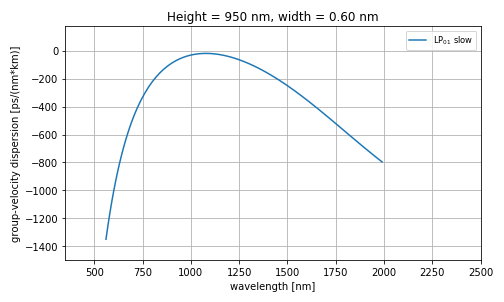 Height = 950 nm, width = 0.60 nm
LP₀₁ slow
group-velocity dispersion [ps/(nm*km)]
0
−200
−400
−600
−800
−1000
−1200
−1400
500 750 1000 1250 1500 1750 2000 2250 2500
wavelength [nm]